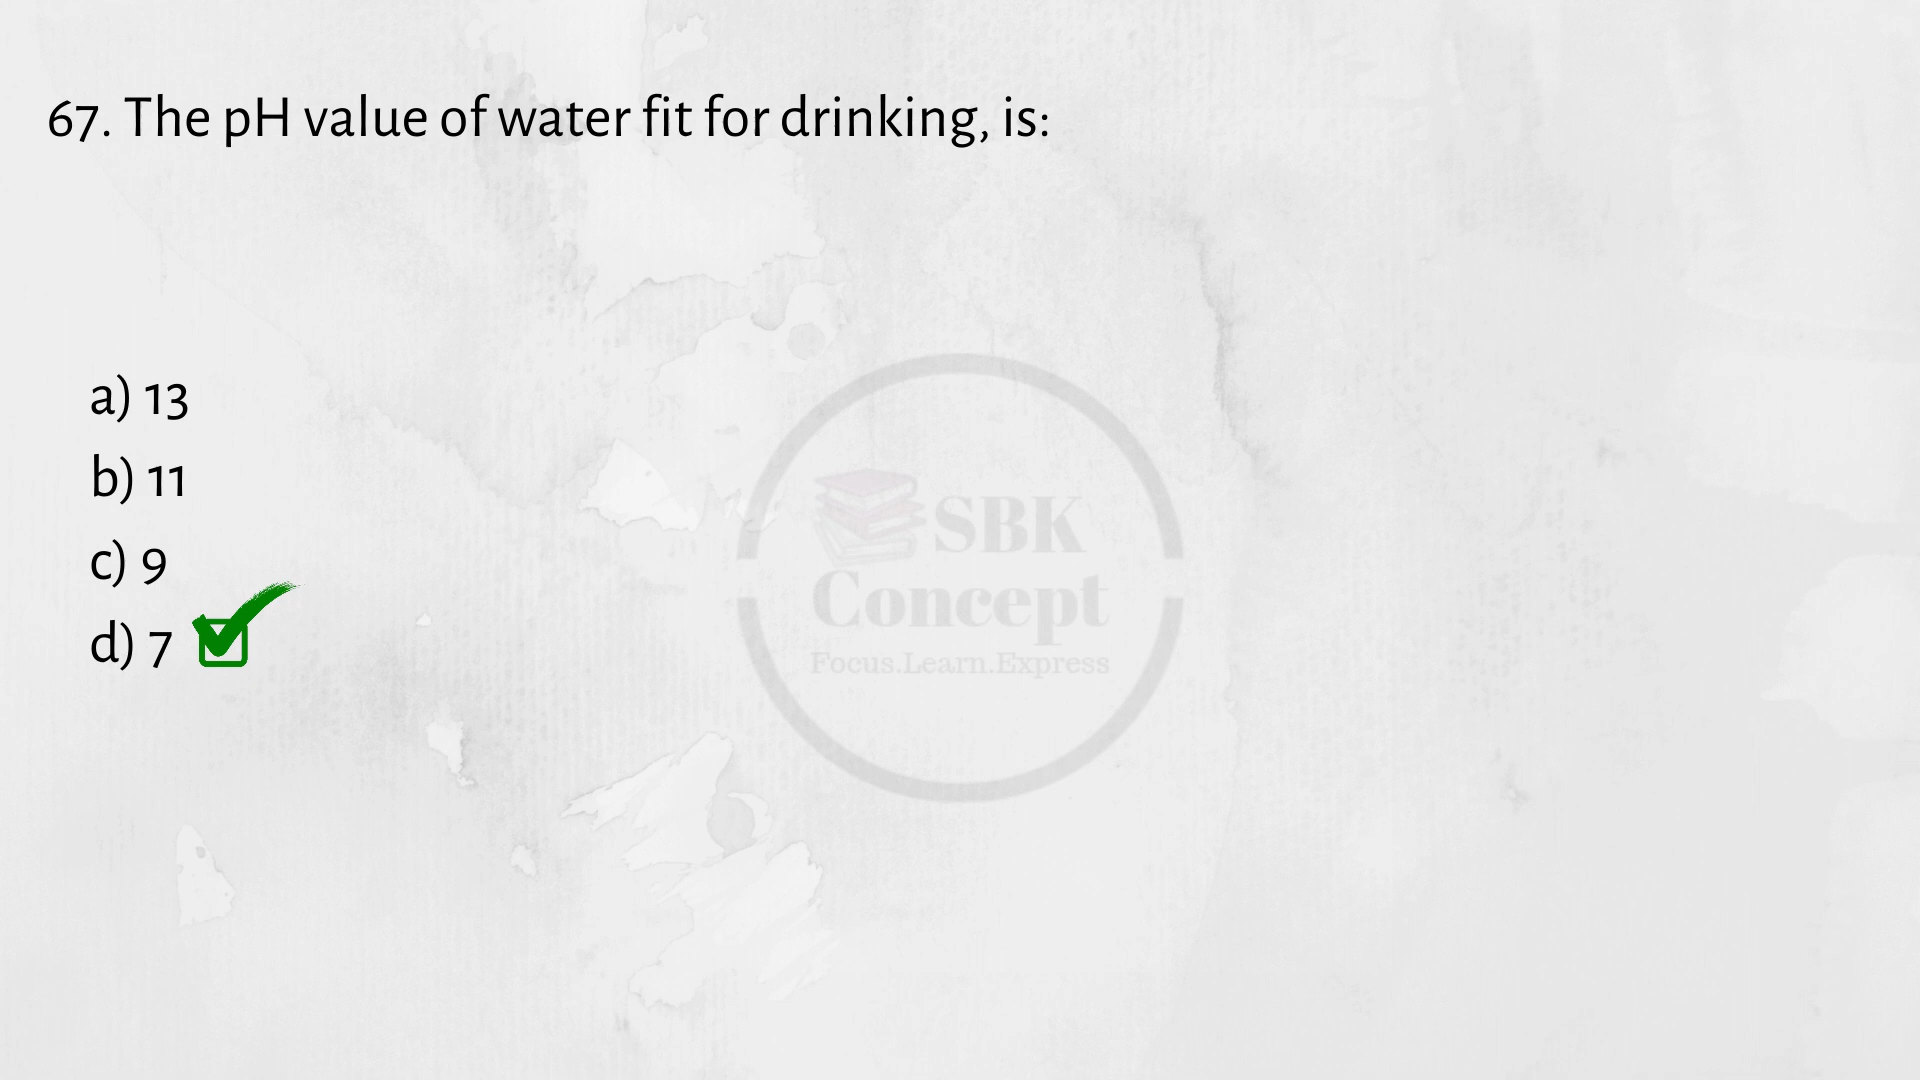 67. The pH value of water fit for drinking, is:
a) 13
b) 11
c) 9
d) 7
SBK
Concept
Focus.Learn.Express